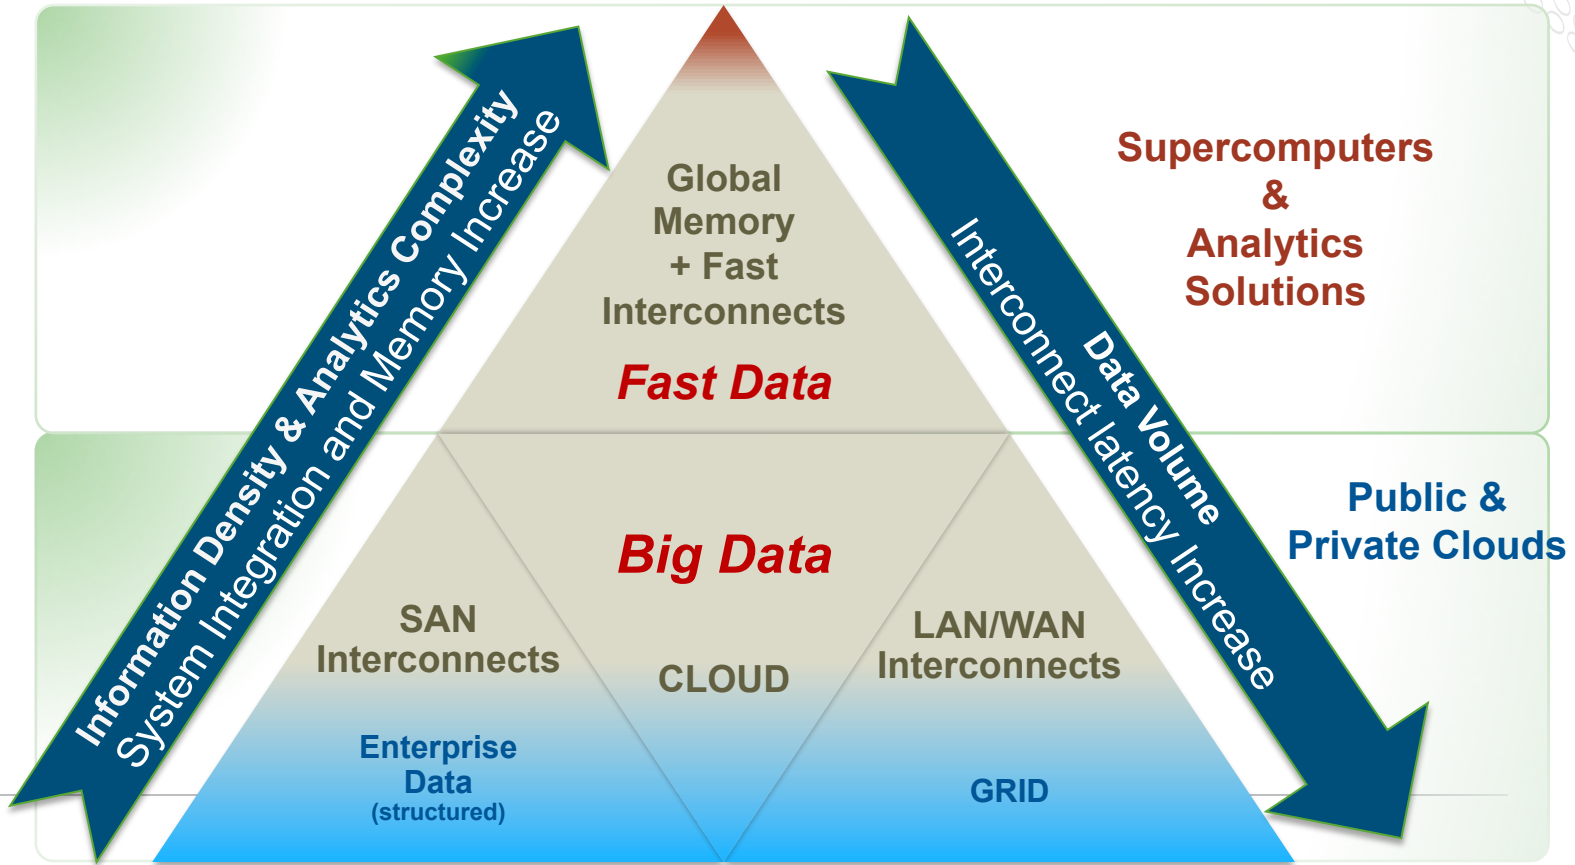 Information Density & Analytics Complexity
System Integration and Memory Increase
Global
Memory
+ Fast
Interconnects
Fast Data
Data Volume
Interconnect latency Increase
Supercomputers
&
Analytics
Solutions
Public &
Private Clouds
Big Data
SAN
Interconnects
CLOUD
LAN/WAN
Interconnects
Enterprise
Data
(structured)
GRID